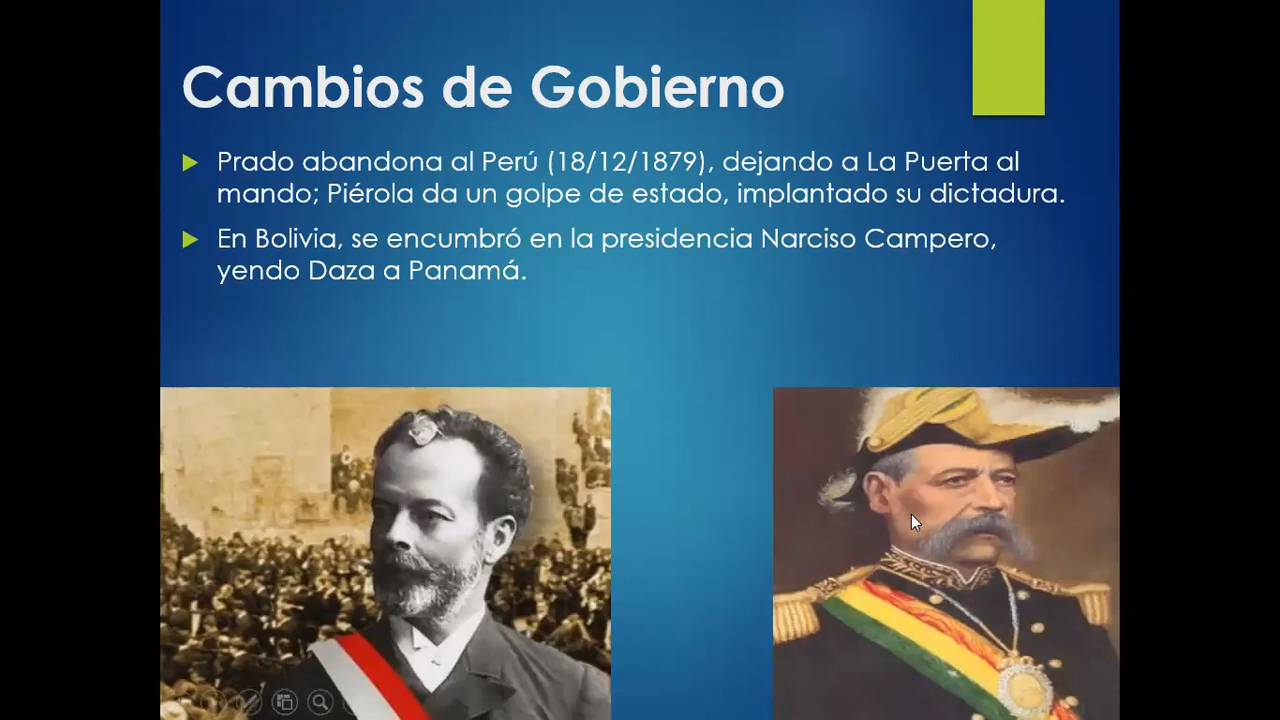 Cambios de Gobierno
Prado abandona al Perú (18/12/1879), dejando a La Puerta al
mando; Piérola da un golpe de estado, implantado su dictadura.
En Bolivia, se encumbró en la presidencia Narciso Campero,
yendo Daza a Panamá.